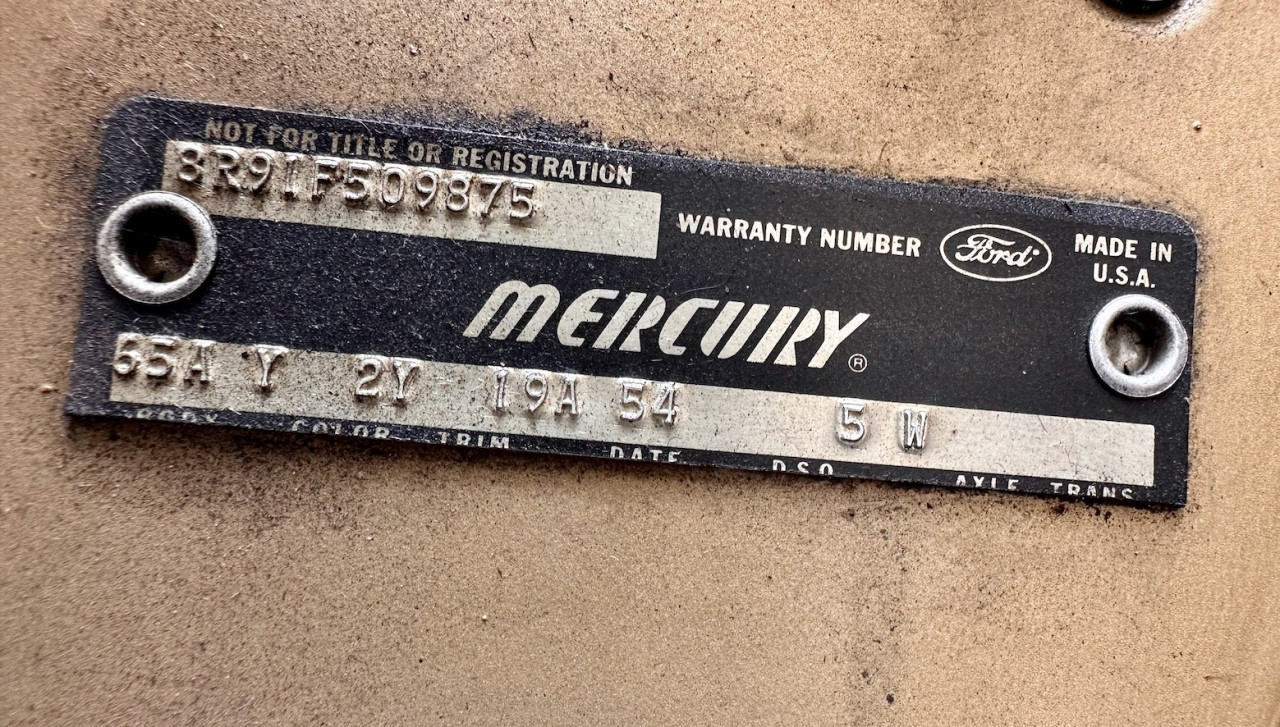 NOT FOR TITLE OR REGISTRATION
8R91F509875
WARRANTY NUMBER Ford MADE IN U.S.A.
MERCURY ®
65A Y 2Y 19A 54 5 W
BODY COLOR TRIM DATE D.S.O. AXLE TRANS